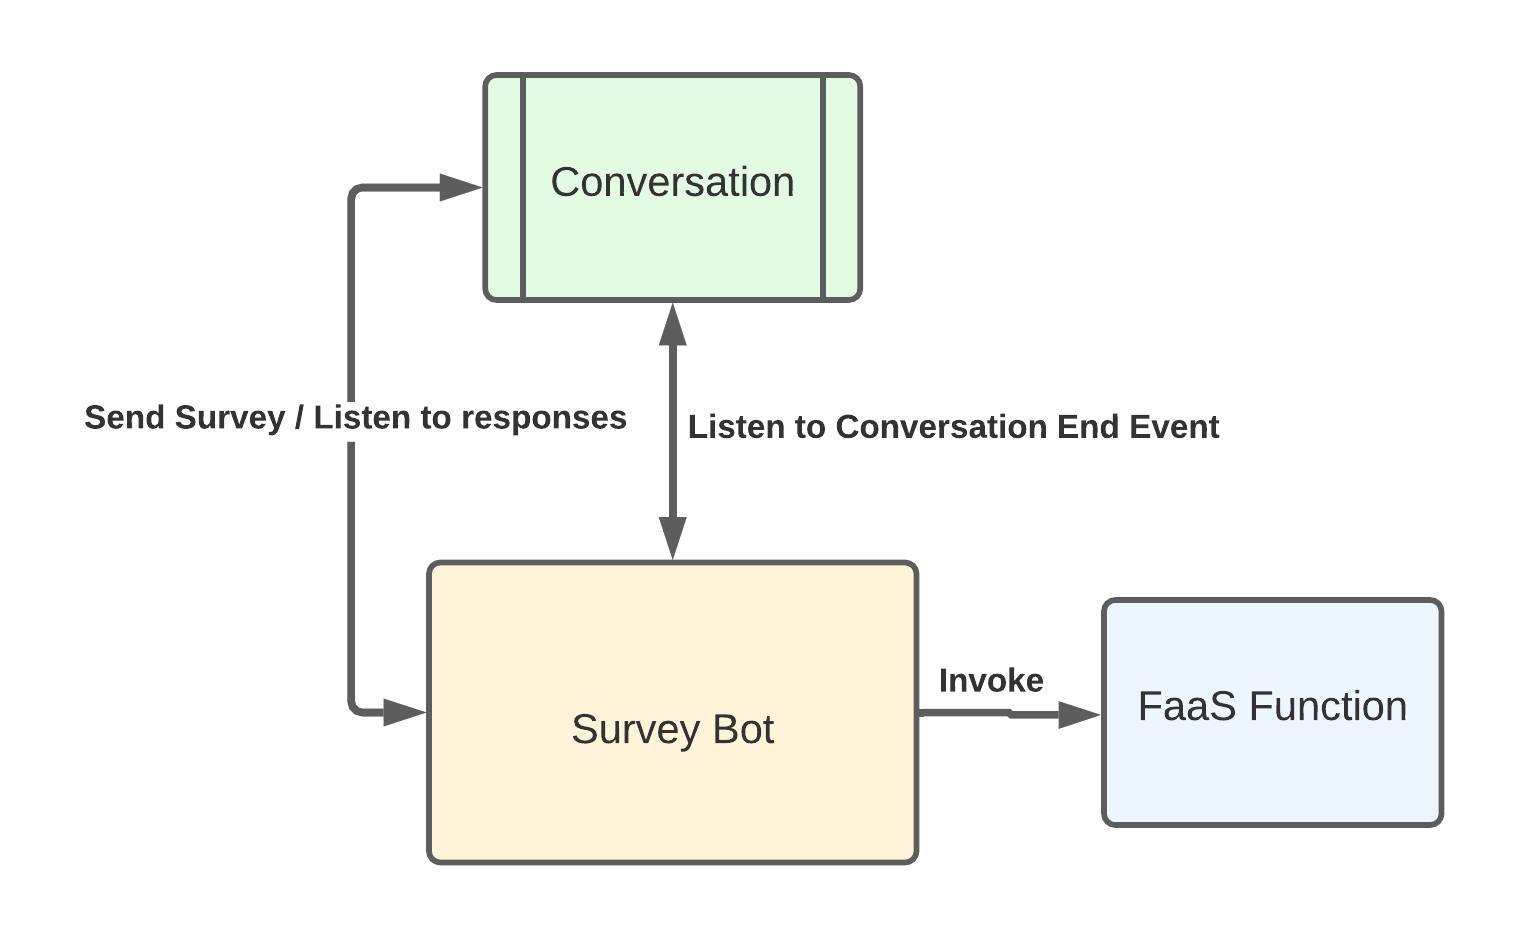 Conversation
Send Survey / Listen to responses
Listen to Conversation End Event
Invoke
Survey Bot
FaaS Function